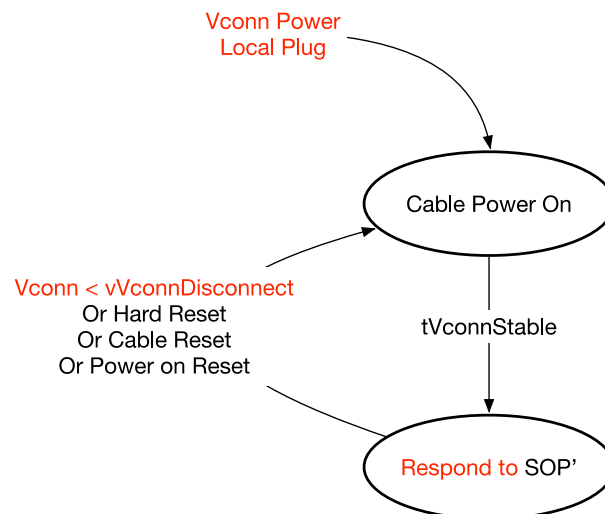 Vconn Power
Local Plug
Cable Power On
Vconn < vVconnDisconnect
Or Hard Reset
Or Cable Reset
Or Power on Reset
tVconnStable
Respond to SOP’